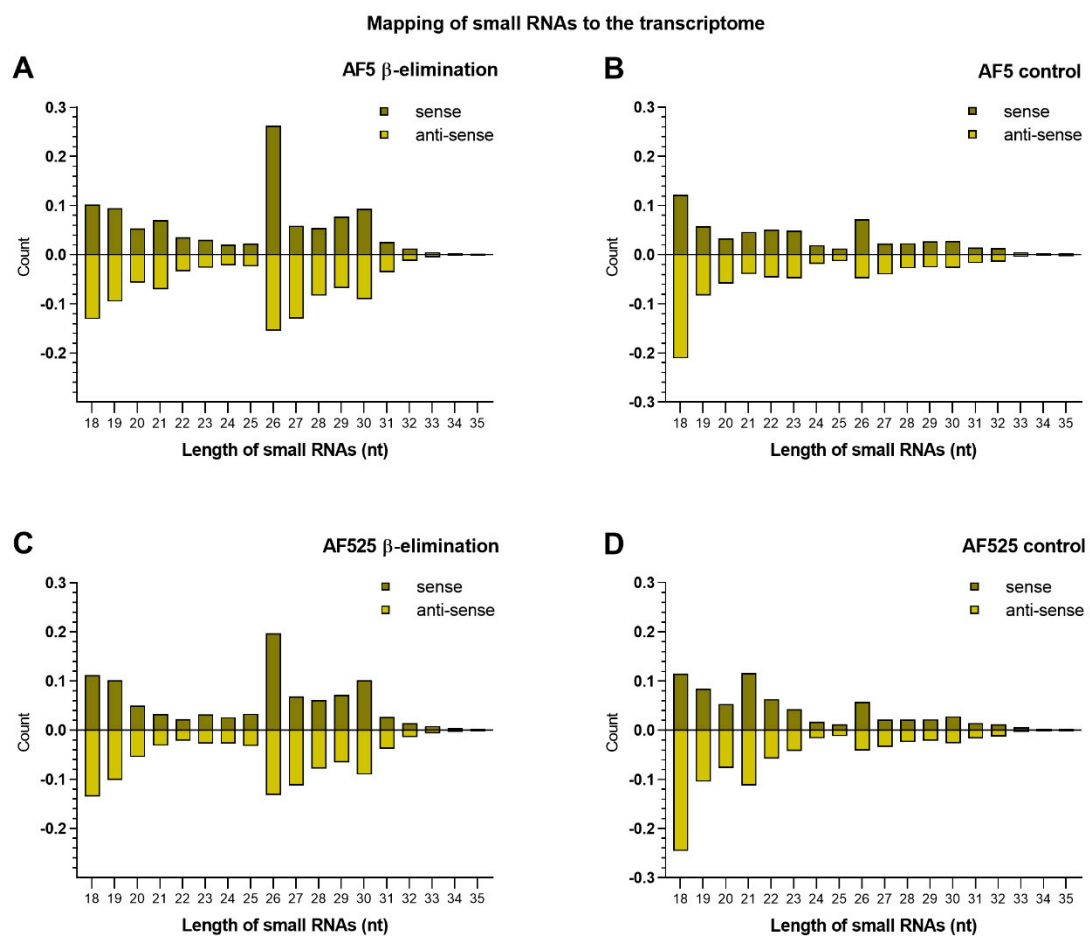 Mapping of small RNAs to the transcriptome
A
AF5 β-elimination
sense
anti-sense
0.3
0.2
0.1
0.0
-0.1
-0.2
Count
18 19 20 21 22 23 24 25 26 27 28 29 30 31 32 33 34 35
Length of small RNAs (nt)
B
AF5 control
sense
anti-sense
0.3
0.2
0.1
0.0
-0.1
-0.2
-0.3
Count
18 19 20 21 22 23 24 25 26 27 28 29 30 31 32 33 34 35
Length of small RNAs (nt)
C
AF525 β-elimination
sense
anti-sense
0.3
0.2
0.1
0.0
-0.1
-0.2
Count
18 19 20 21 22 23 24 25 26 27 28 29 30 31 32 33 34 35
Length of small RNAs (nt)
D
AF525 control
sense
anti-sense
0.3
0.2
0.1
0.0
-0.1
-0.2
-0.3
Count
18 19 20 21 22 23 24 25 26 27 28 29 30 31 32 33 34 35
Length of small RNAs (nt)